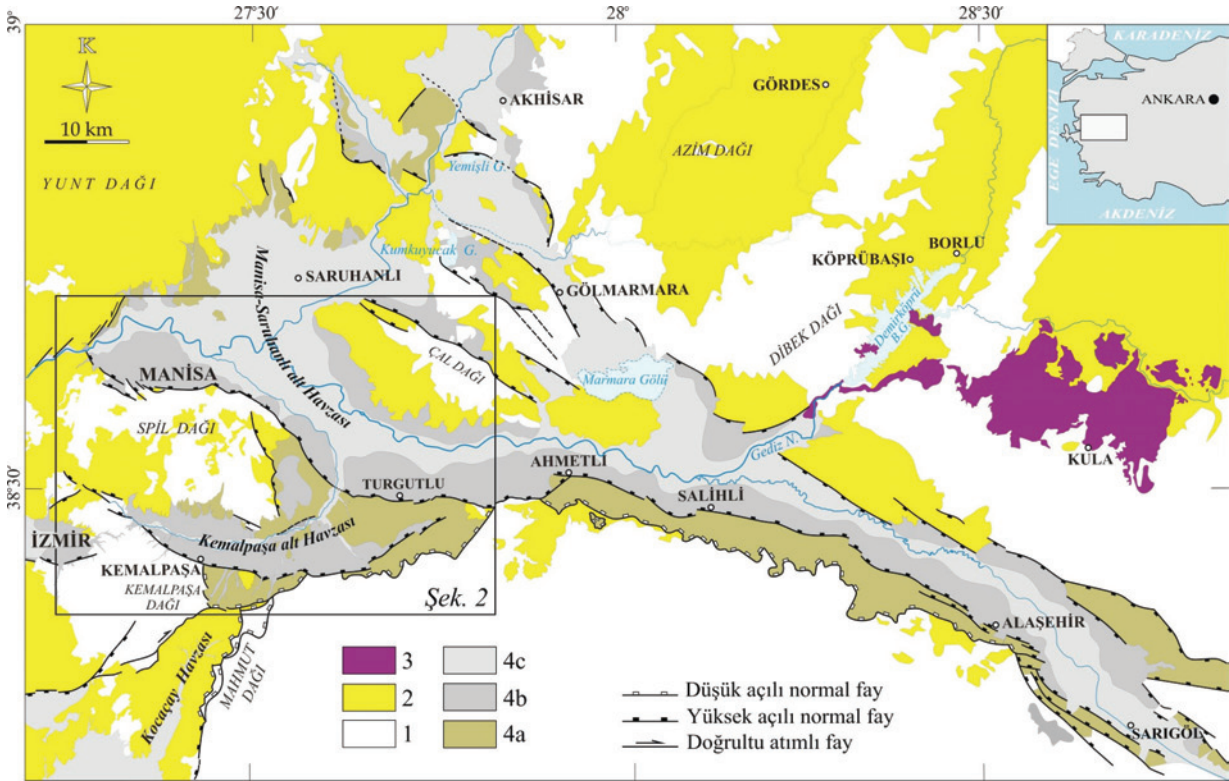 27°30'
28°
28°30'
39°
38°30'
K
10 km
YUNT DAĞI
AKHİSAR
GÖRDES
AZİM DAĞI
Yemişli G.
Kumkuyucak G.
SARUHANLI
GÖLMARMARA
KÖPRÜBAŞI
BORLU
Demirköprü
B.G.
DİBEK DAĞI
Manisa-Saruhanlı alt Havzası
MANİSA
ÇAL DAĞI
Marmara Gölü
SPİL DAĞI
Gediz N.
KULA
AHMETLİ
TURGUTLU
SALİHLİ
İZMİR
Kemalpaşa alt Havzası
KEMALPAŞA
KEMALPAŞA
DAĞI
Şek. 2
ALAŞEHİR
SARIGÖL
Kocaçay Havzası
MAHMUT
DAĞI
KARADENİZ
ANKARA
EGE DENİZİ
AKDENİZ
3
2
1
4c
4b
4a
Düşük açılı normal fay
Yüksek açılı normal fay
Doğrultu atımlı fay